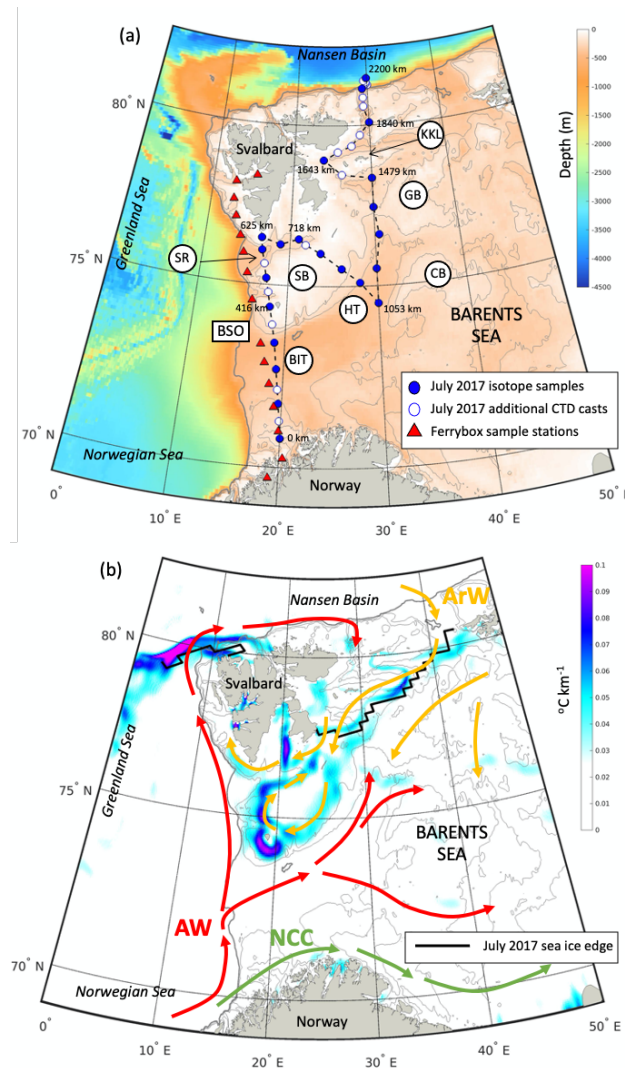 (a)
Nansen Basin
2200 km
80° N
1840 km
KKL
Svalbard
1643 km
1479 km
GB
Greenland Sea
625 km
718 km
75° N
SR
SB
CB
416 km
HT
1053 km
BSO
BARENTS
SEA
BIT
July 2017 isotope samples
July 2017 additional CTD casts
Ferrybox sample stations
70° N
0 km
Norwegian Sea
Norway
0°
10° E
20° E
30° E
40° E
50° E
0
-500
-1000
-1500
-2000
-2500
-3000
-3500
-4000
-4500
Depth (m)
(b)
Nansen Basin
ArW
80° N
Svalbard
Greenland Sea
75° N
BARENTS
SEA
AW
NCC
July 2017 sea ice edge
70° N
Norwegian Sea
Norway
0°
10° E
20° E
30° E
40° E
50° E
0.1
0.09
0.08
0.07
0.06
0.05
0.04
0.03
0.02
0.01
0
°C km⁻¹